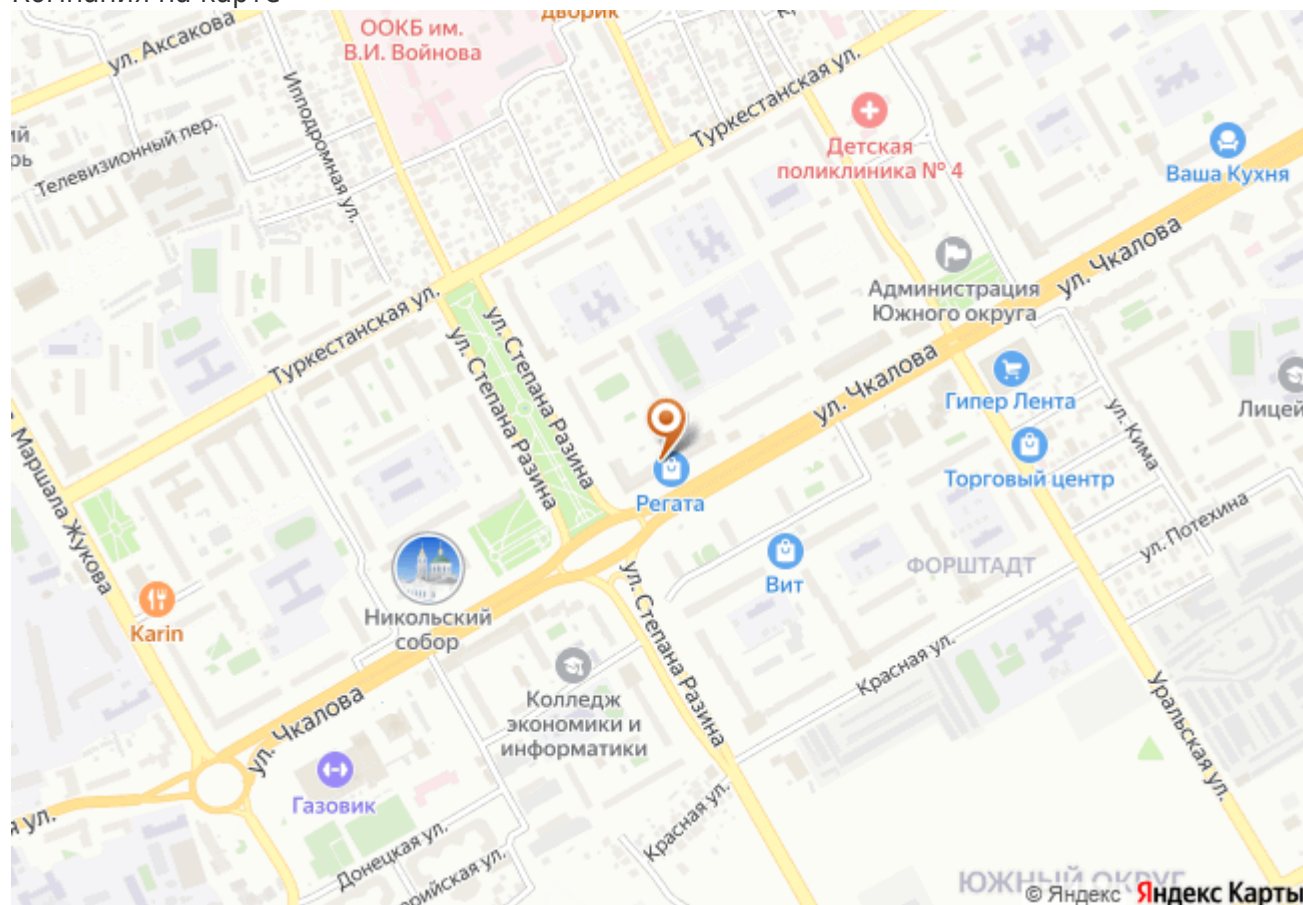 Компания на карте
дворик
ООКБ им.
В.И. Войнова
ул. Аксакова
Ипподромная ул.
Туркестанская ул.
Детская
поликлиника № 4
Ваша Кухня
Телевизионный пер.
ул. Чкалова
Администрация
Южного округа
Туркестанская ул.
ул. Степана Разина
ул. Степана Разина
ул. Чкалова
Гипер Лента
ул. Кима
Лицей
Маршала Жукова
Регата
Торговый центр
ул. Потехина
Вит
ФОРШТАДТ
Karin
Никольский
собор
ул. Степана Разина
Красная ул.
Колледж
экономики и
информатики
ул. Чкалова
Уральская ул.
Газовик
Красная ул.
Донецкая ул.
ЮЖНЫЙ ОКРУГ
© Яндекс Яндекс Карты